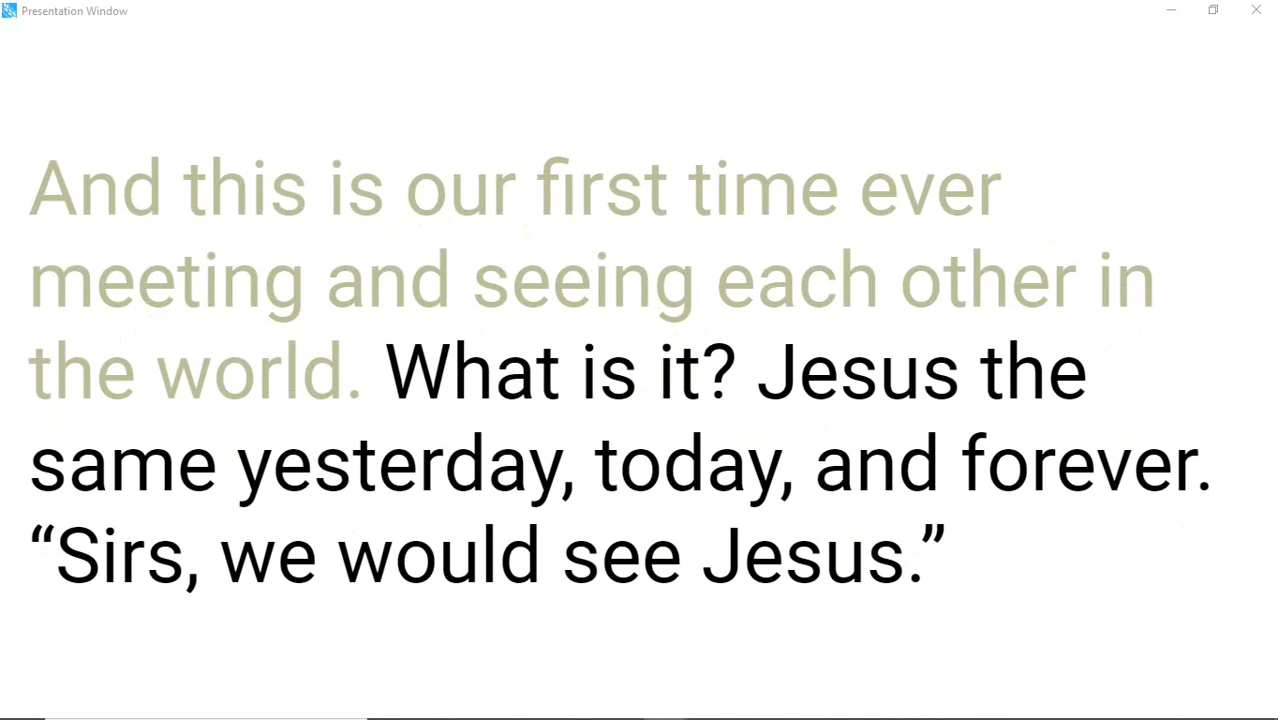 Presentation Window
And this is our first time ever
meeting and seeing each other in
the world. What is it? Jesus the
same yesterday, today, and forever.
“Sirs, we would see Jesus.”